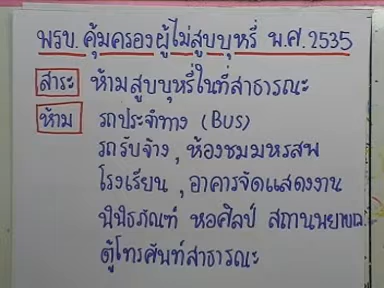 พรบ.คุ้มครองผู้ไม่สูบบุหรี่ พ.ศ.2535
สาระ ห้ามสูบบุหรี่ในที่สาธารณะ
ห้าม รถประจำทาง (BUS)
รถรับจ้าง, ห้องชมมหรสพ
โรงเรียน, อาคารจัดแสดงงาน
พิพิธภัณฑ์ หอศิลป์ สถานพยาบาล
ตู้โทรศัพท์สาธารณะ